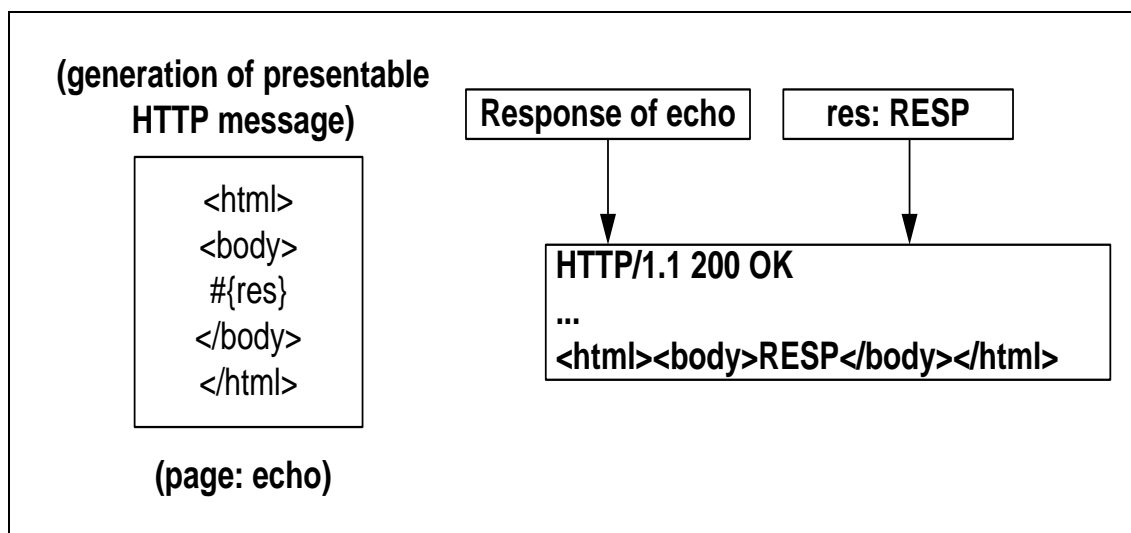 (generation of presentable
HTTP message)
<html>
<body>
#{res}
</body>
</html>
(page: echo)
Response of echo
res: RESP
HTTP/1.1 200 OK
...
<html><body>RESP</body></html>